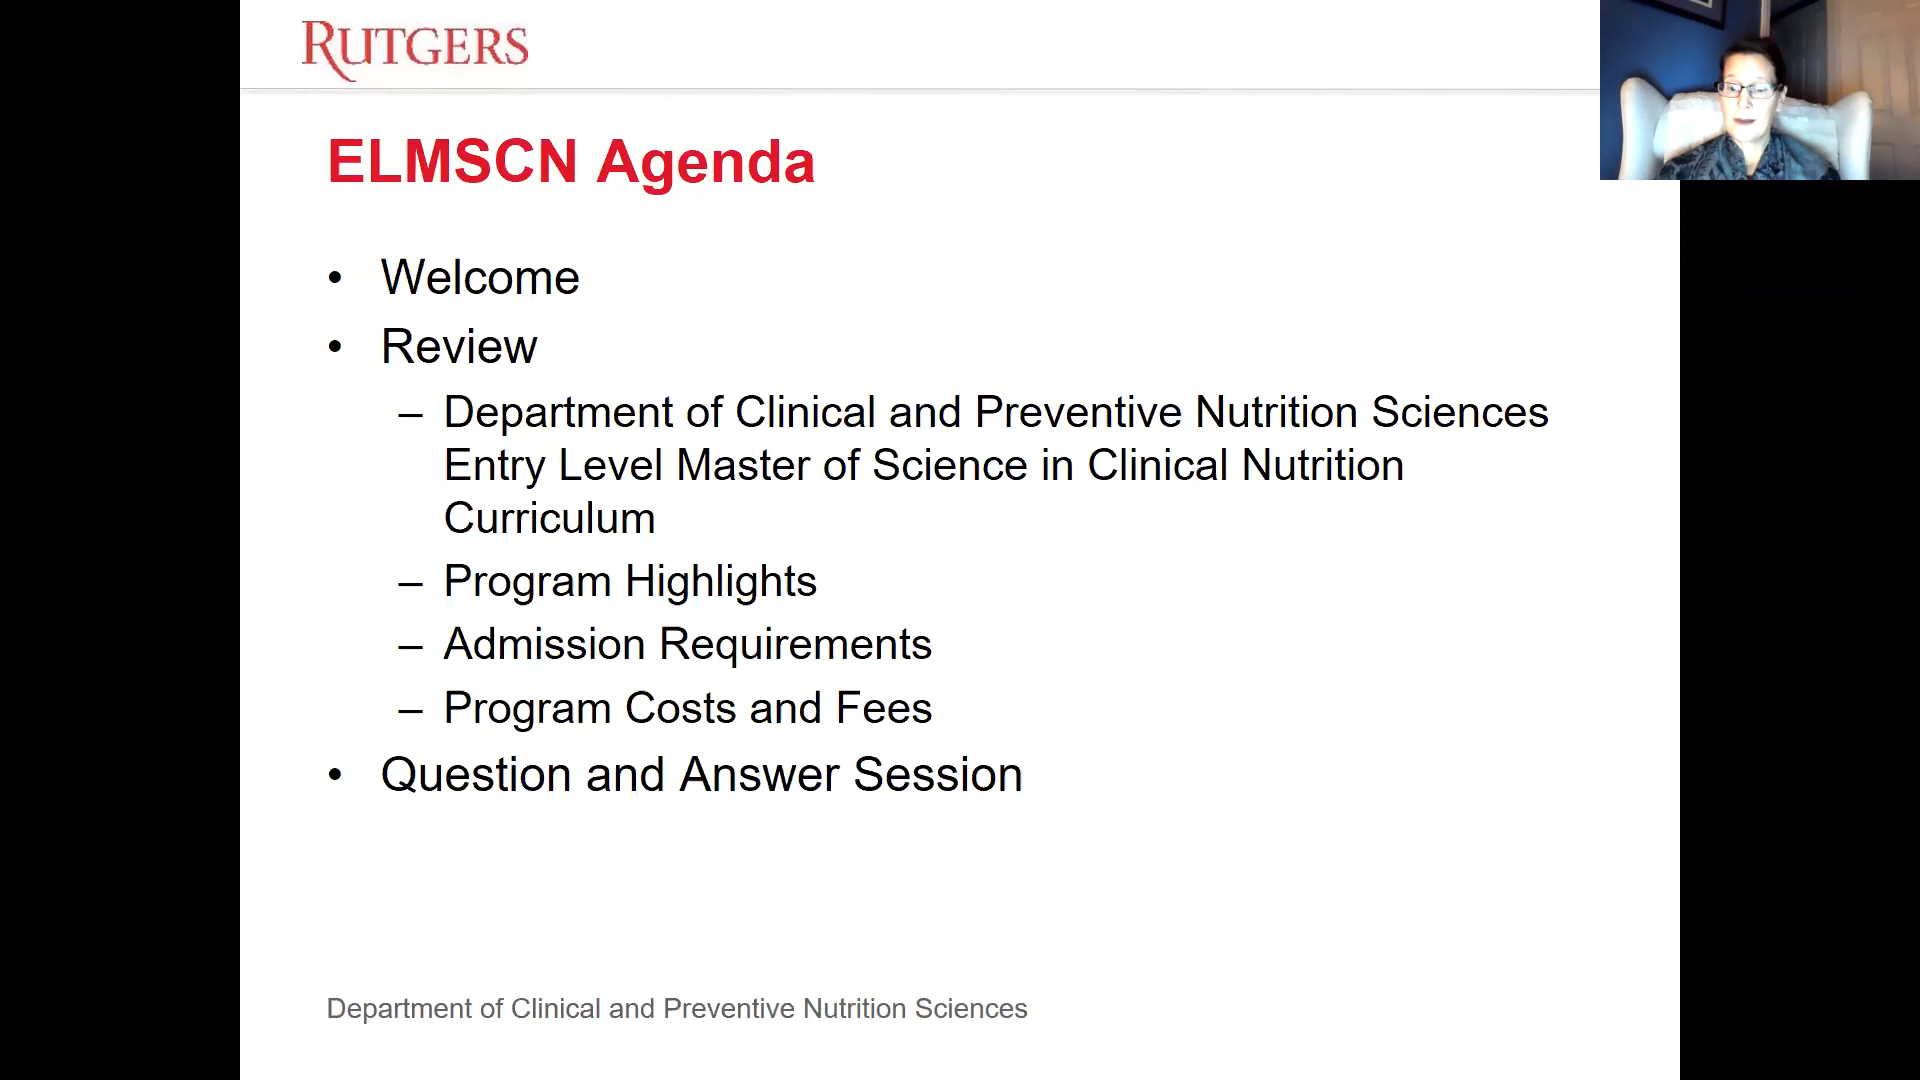 RUTGERS
ELMSCN Agenda
• Welcome
• Review
– Department of Clinical and Preventive Nutrition Sciences
Entry Level Master of Science in Clinical Nutrition
Curriculum
– Program Highlights
– Admission Requirements
– Program Costs and Fees
• Question and Answer Session
Department of Clinical and Preventive Nutrition Sciences